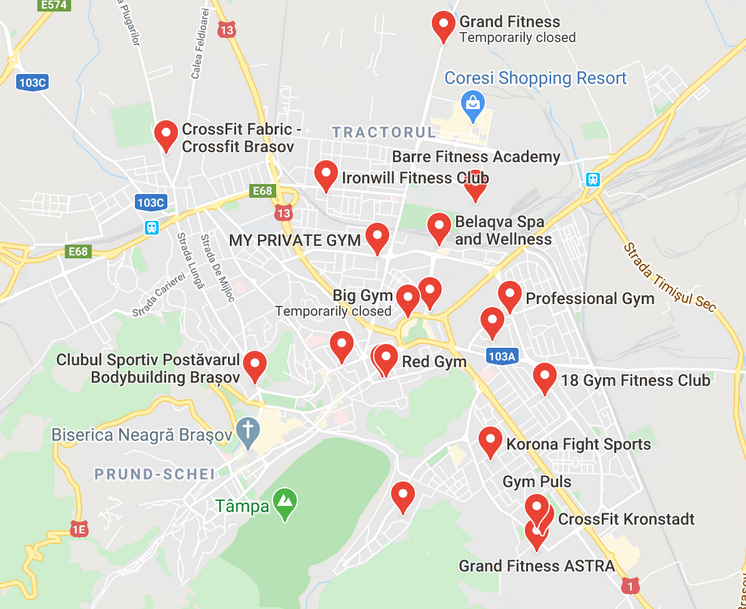 E574
a Plugarilor
Calea Feldioarei
13
Grand Fitness
Temporarily closed
103C
Coresi Shopping Resort
CrossFit Fabric -
Crossfit Brasov
TRACTORUL
Barre Fitness Academy
Ironwill Fitness Club
E68
103C
13
Belaqva Spa
and Wellness
MY PRIVATE GYM
E68
Strada Lungă
Strada De Mijloc
Strada Carierei
Strada Timișul Sec
Big Gym
Temporarily closed
Professional Gym
Clubul Sportiv Postăvarul
Bodybuilding Brașov
Red Gym
103A
18 Gym Fitness Club
Biserica Neagră Brașov
Korona Fight Sports
PRUND-SCHEI
Gym Puls
Tâmpa
CrossFit Kronstadt
1E
Grand Fitness ASTRA
1